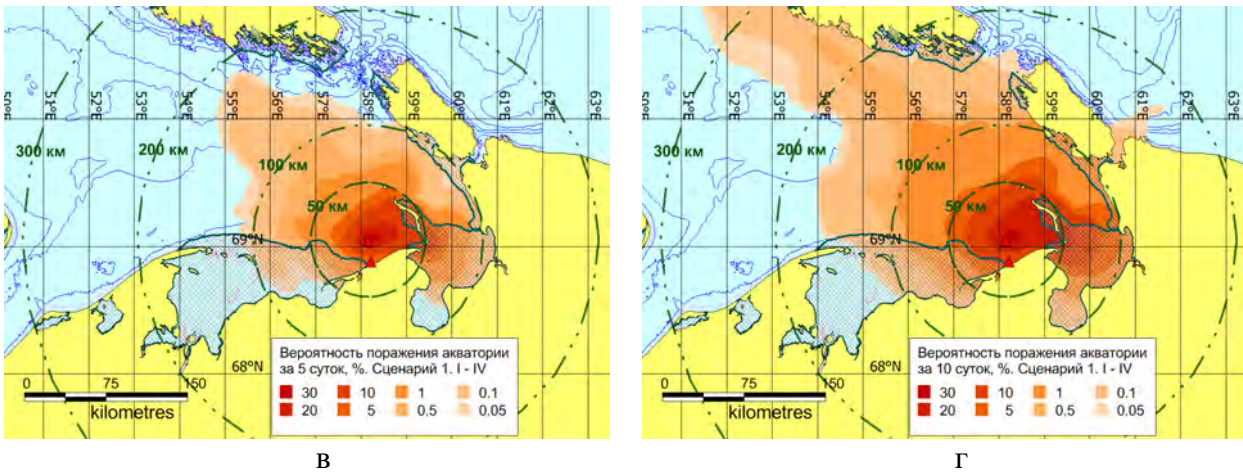 50°E 51°E 52°E 53°E 54°E 55°E 56°E 57°E 58°E 59°E 60°E 61°E 62°E 63°E
300 км
200 км
100 км
50 км
69°N
68°N
Вероятность поражения акватории
за 5 суток, %. Сценарий 1. I - IV
30 10 1 0.1
20 5 0.5 0.05
0 75 150
kilometres
в
50°E 51°E 52°E 53°E 54°E 55°E 56°E 57°E 58°E 59°E 60°E 61°E 62°E 63°E
300 км
200 км
100 км
50 км
69°N
68°N
Вероятность поражения акватории
за 10 суток, %. Сценарий 1. I - IV
30 10 1 0.1
20 5 0.5 0.05
0 75 150
kilometres
г